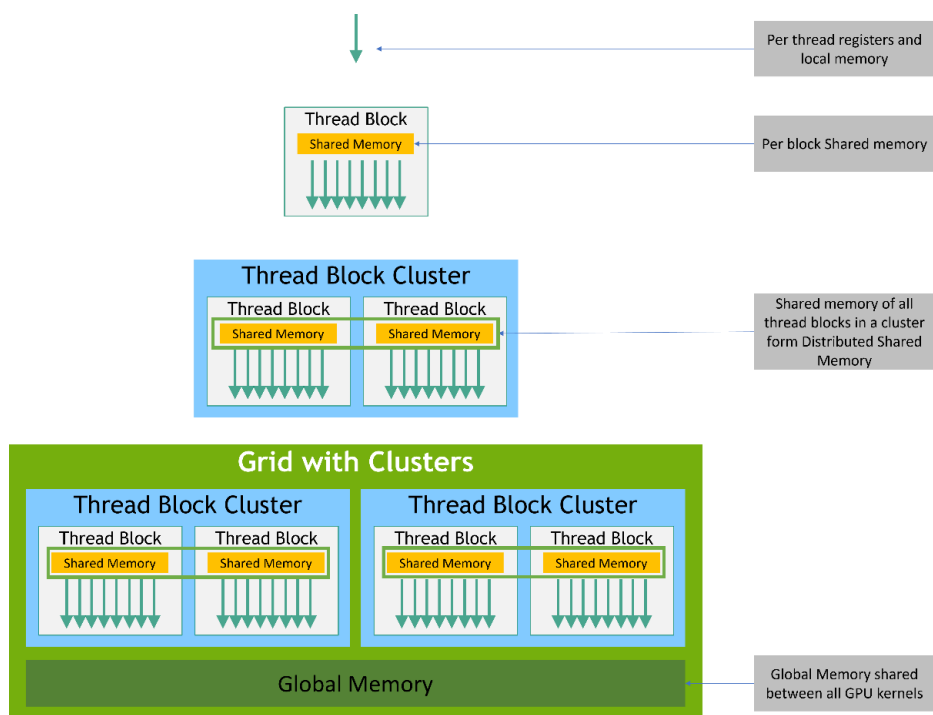 Per thread registers and
local memory
Thread Block
Shared Memory
Per block Shared memory
Thread Block Cluster
Thread Block
Thread Block
Shared Memory
Shared Memory
Shared memory of all
thread blocks in a cluster
form Distributed Shared
Memory
Grid with Clusters
Thread Block Cluster
Thread Block Cluster
Thread Block
Thread Block
Thread Block
Thread Block
Shared Memory
Shared Memory
Shared Memory
Shared Memory
Global Memory
Global Memory shared
between all GPU kernels